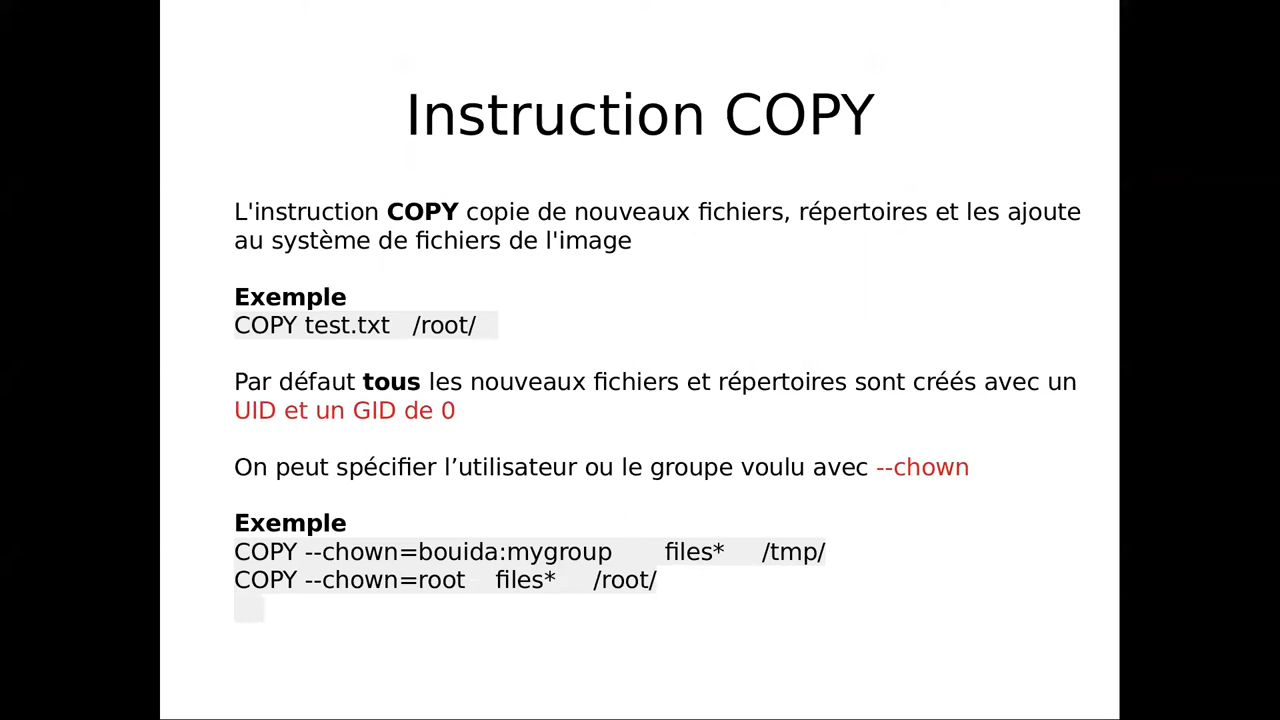 Instruction COPY
L'instruction COPY copie de nouveaux fichiers, répertoires et les ajoute
au système de fichiers de l'image
Exemple
COPY test.txt /root/
Par défaut tous les nouveaux fichiers et répertoires sont créés avec un
UID et un GID de 0
On peut spécifier l’utilisateur ou le groupe voulu avec --chown
Exemple
COPY --chown=bouida:mygroup files* /tmp/
COPY --chown=root files* /root/